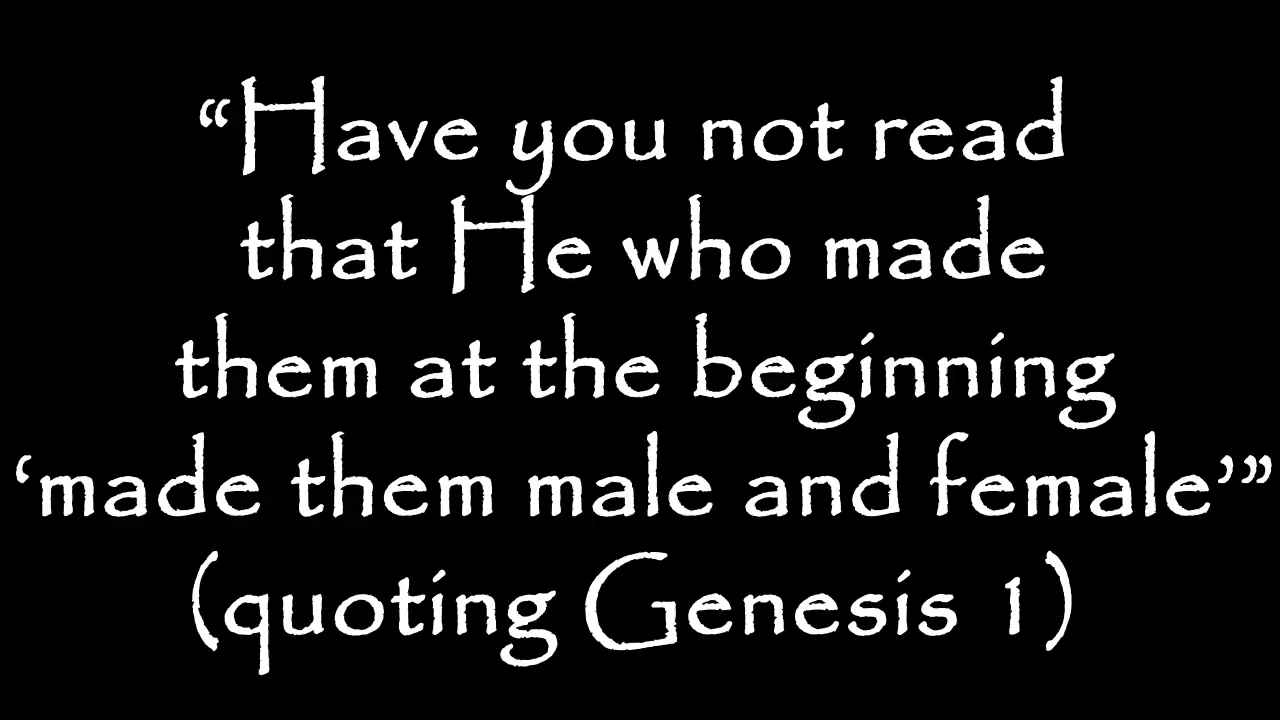 “Have you not read
that He who made
them at the beginning
‘made them male and female’”
(quoting Genesis 1)